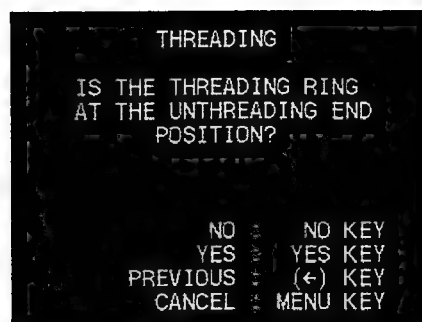 THREADING
IS THE THREADING RING
AT THE UNTHREADING END
POSITION?
NO : NO KEY
YES : YES KEY
PREVIOUS : (←) KEY
CANCEL : MENU KEY